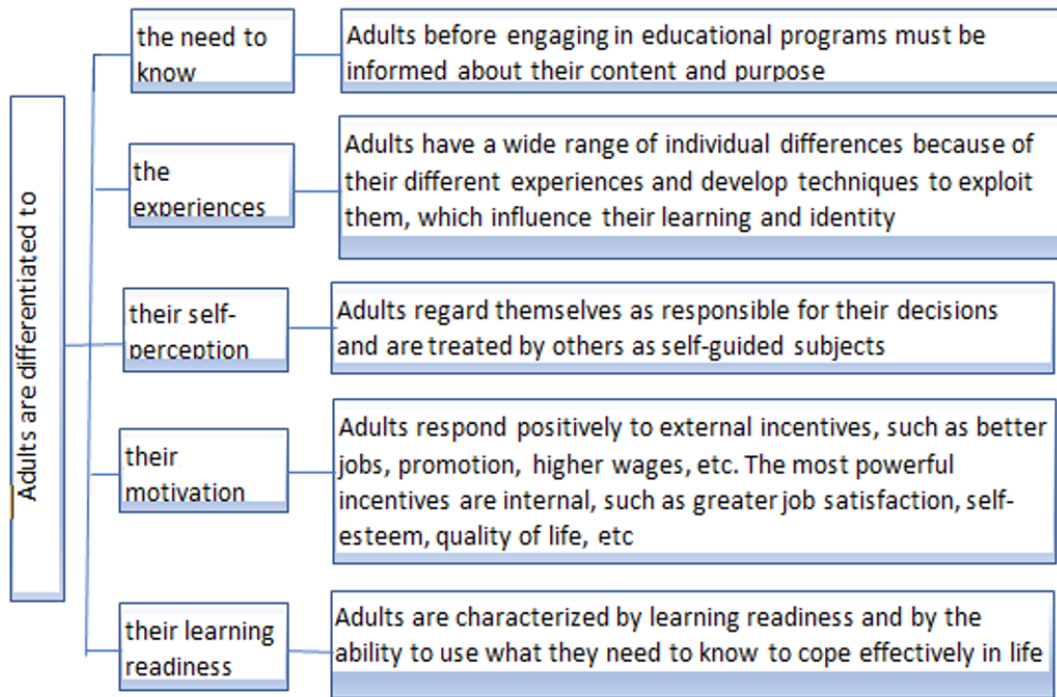 Adults are differentiated to
the need to
know
Adults before engaging in educational programs must be
informed about their content and purpose
the
experiences
Adults have a wide range of individual differences because of
their different experiences and develop techniques to exploit
them, which influence their learning and identity
their self-
perception
Adults regard themselves as responsible for their decisions
and are treated by others as self-guided subjects
their
motivation
Adults respond positively to external incentives, such as better
jobs, promotion, higher wages, etc. The most powerful
incentives are internal, such as greater job satisfaction, self-
esteem, quality of life, etc
their learning
readiness
Adults are characterized by learning readiness and by the
ability to use what they need to know to cope effectively in life